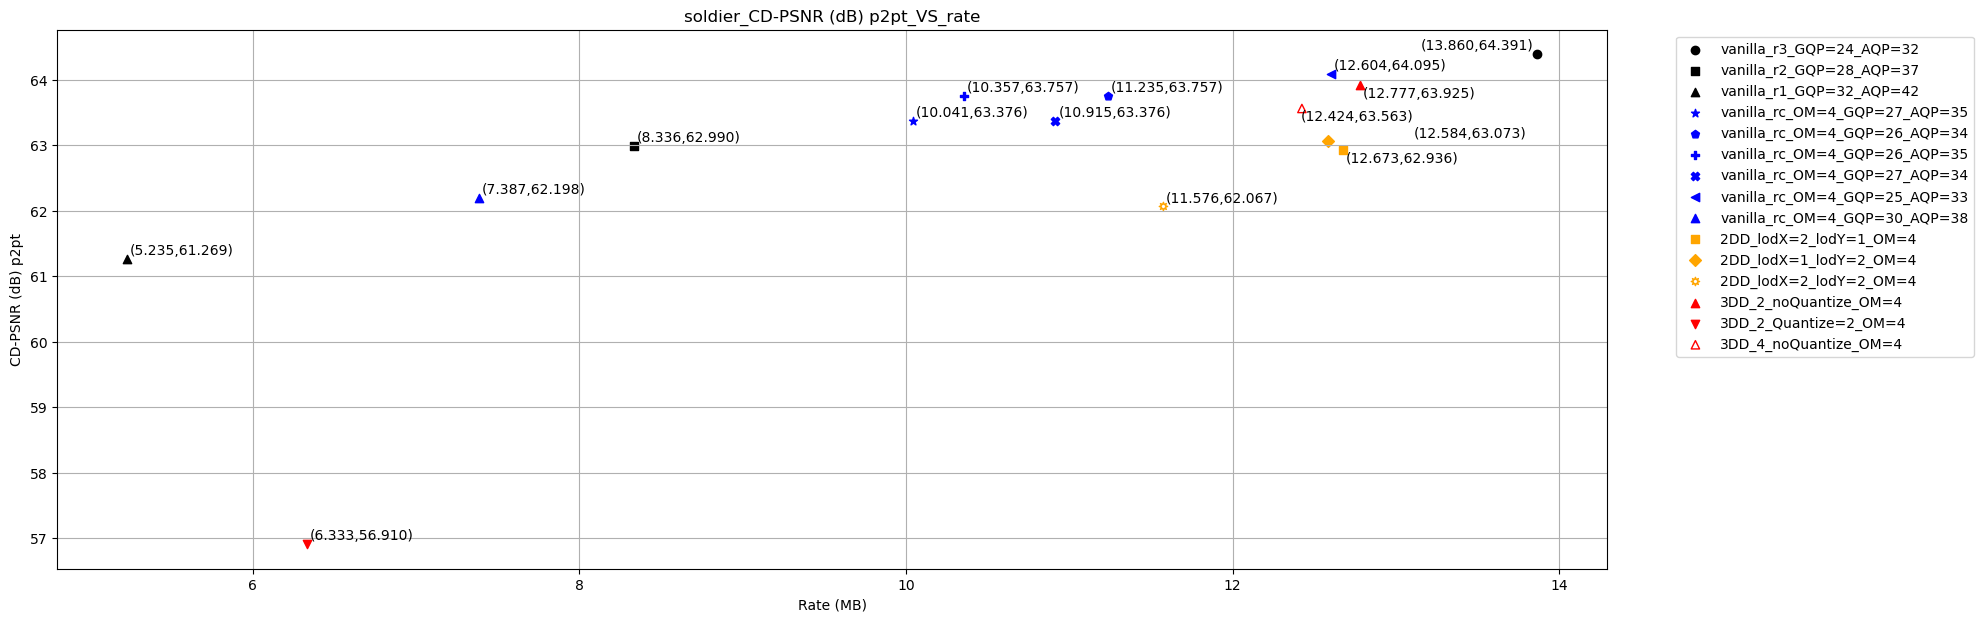 soldier_CD-PSNR (dB) p2pt_VS_rate
(13.860,64.391)
(12.604,64.095)
(10.357,63.757)
(11.235,63.757)
(12.777,63.925)
(10.041,63.376)
(10.915,63.376)
(12.424,63.563)
(8.336,62.990)
(12.584,63.073)
(12.673,62.936)
(7.387,62.198)
(11.576,62.067)
(5.235,61.269)
(6.333,56.910)
64
63
62
61
60
59
58
57
CD-PSNR (dB) p2pt
6
8
10
12
14
Rate (MB)
vanilla_r3_GQP=24_AQP=32
vanilla_r2_GQP=28_AQP=37
vanilla_r1_GQP=32_AQP=42
vanilla_rc_OM=4_GQP=27_AQP=35
vanilla_rc_OM=4_GQP=26_AQP=34
vanilla_rc_OM=4_GQP=26_AQP=35
vanilla_rc_OM=4_GQP=27_AQP=34
vanilla_rc_OM=4_GQP=25_AQP=33
vanilla_rc_OM=4_GQP=30_AQP=38
2DD_lodX=2_lodY=1_OM=4
2DD_lodX=1_lodY=2_OM=4
2DD_lodX=2_lodY=2_OM=4
3DD_2_noQuantize_OM=4
3DD_2_Quantize=2_OM=4
3DD_4_noQuantize_OM=4